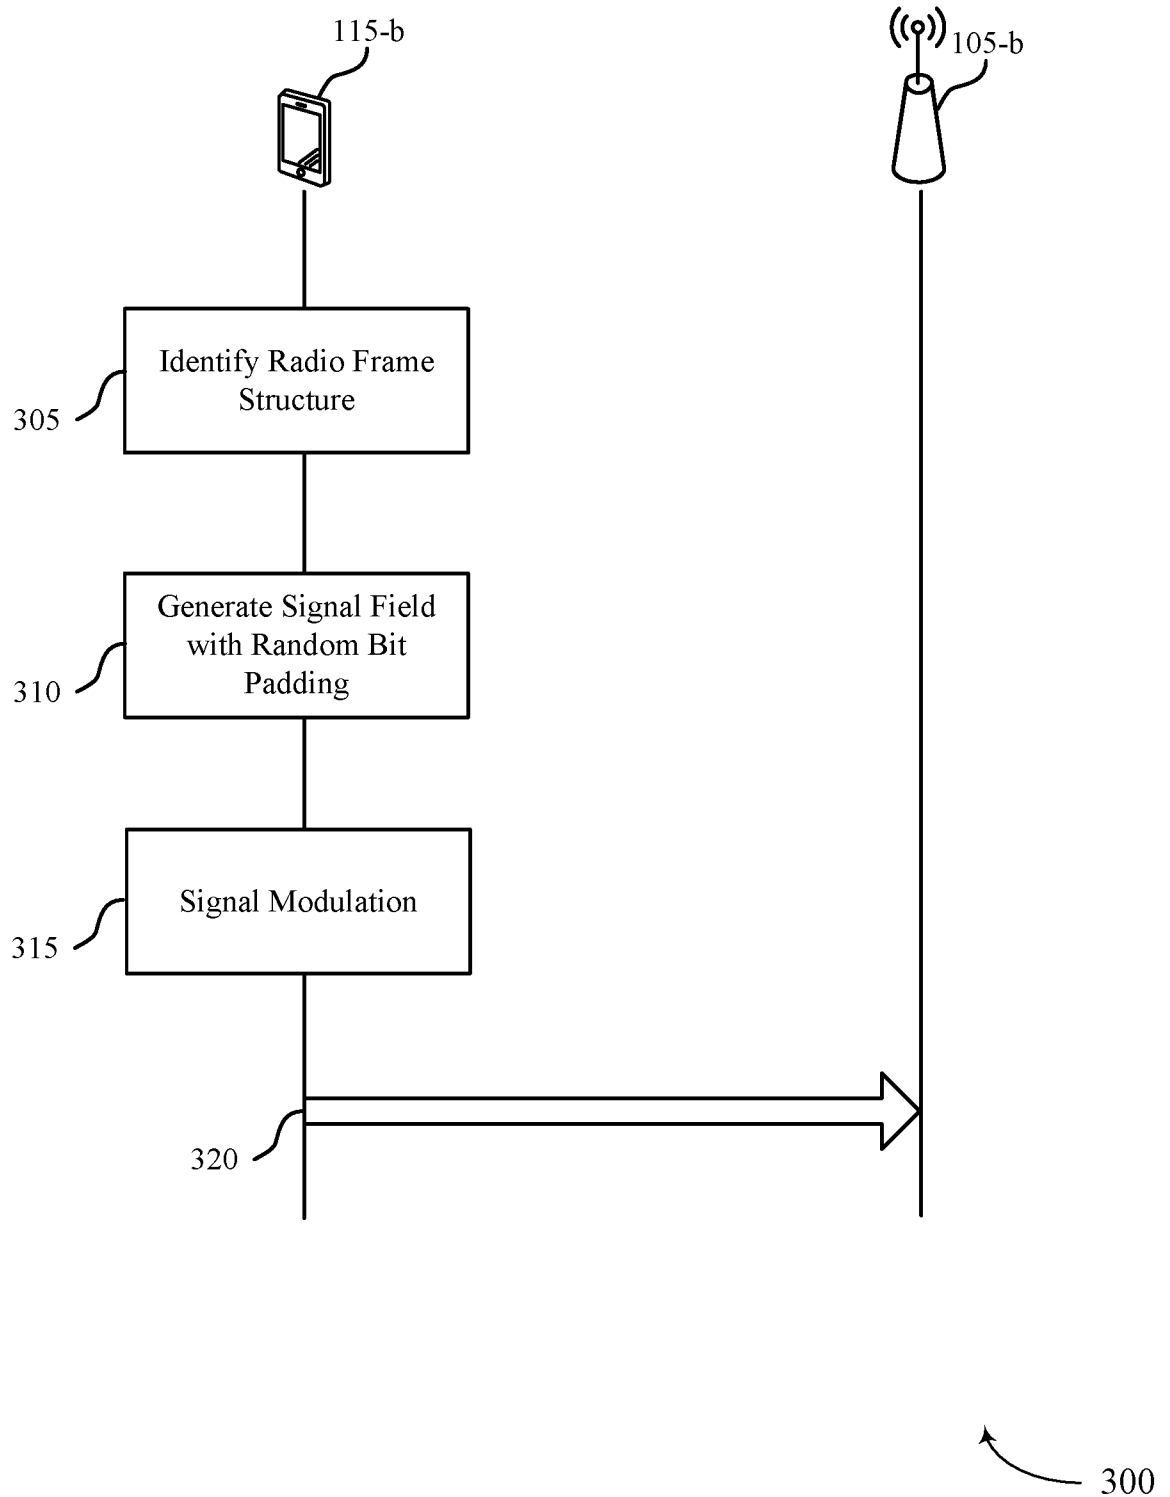 115-b
105-b
Identify Radio Frame
Structure
305
Generate Signal Field
with Random Bit
Padding
310
Signal Modulation
315
320
300